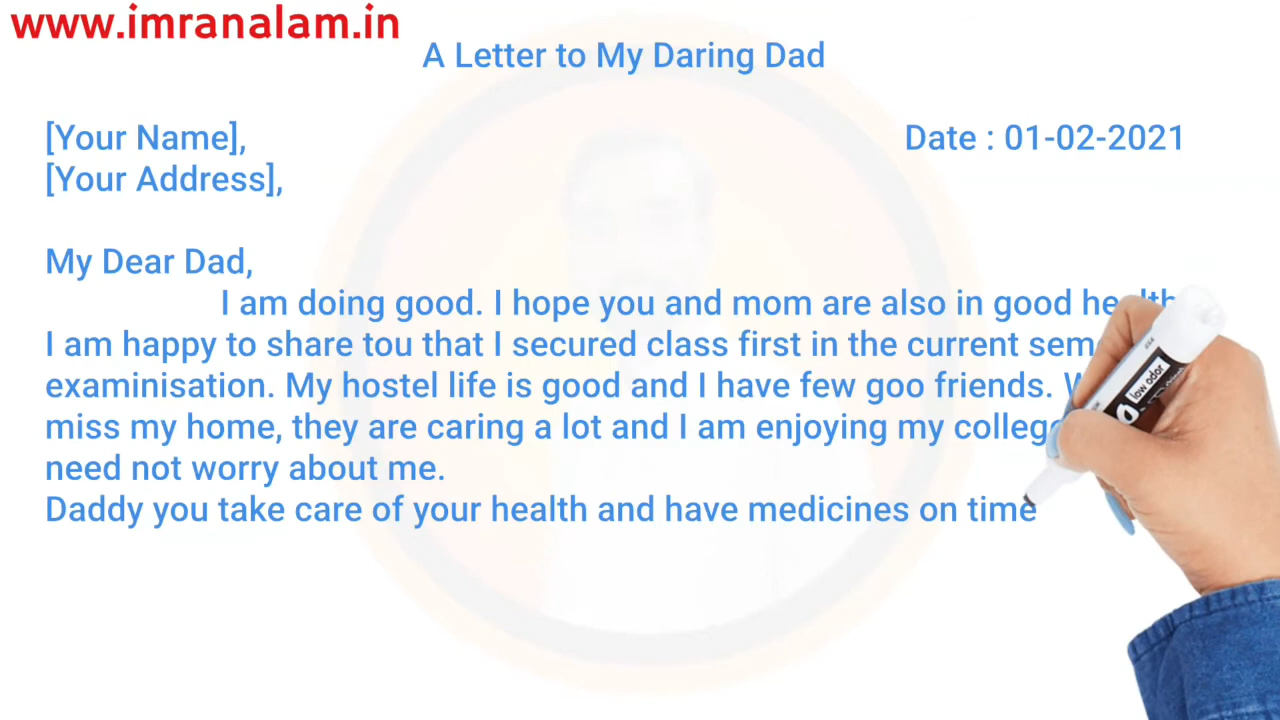 www.imranalam.in
A Letter to My Daring Dad
[Your Name], Date : 01-02-2021
[Your Address],
My Dear Dad,
I am doing good. I hope you and mom are also in good health
I am happy to share tou that I secured class first in the current
examinisation. My hostel life is good and I have few goo friends.
miss my home, they are caring a lot and I am enjoying my college
need not worry about me.
Daddy you take care of your health and have medicines on time
low odor